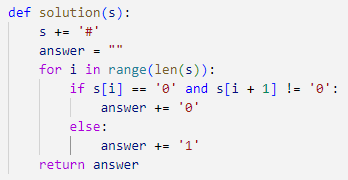 def solution(s):
    s += '#'
    answer = ""
    for i in range(len(s)):
        if s[i] == '0' and s[i + 1] != '0':
            answer += '0'
        else:
            answer += '1'
    return answer